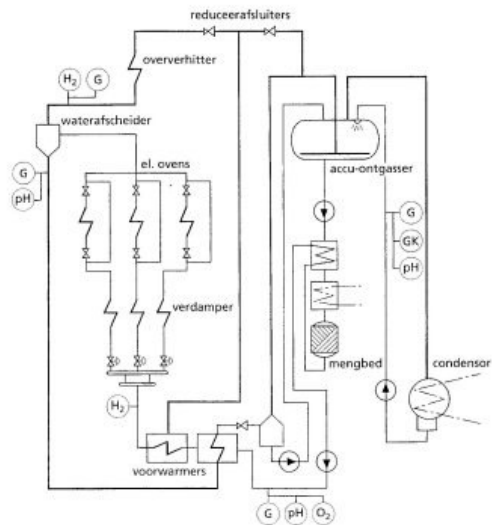 reduceerafsluiters
oververhitter
H2
G
waterafscheider
el. ovens
G
pH
accu-ontgasser
G
GK
pH
verdamper
mengbed
condensor
H2
voorwarmers
G
pH
O2